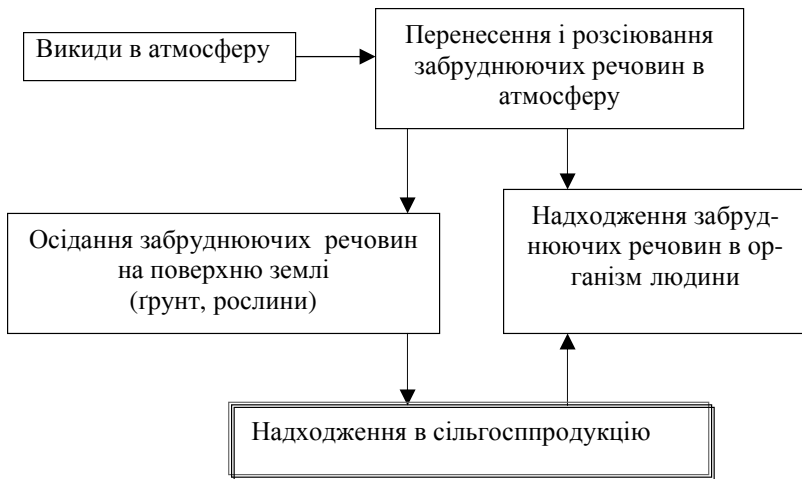 Викиди в атмосферу
Перенесення і розсіювання
забруднюючих речовин в
атмосферу
Осідання забруднюючих речовин
на поверхню землі
(ґрунт, рослини)
Надходження забруд-
нюючих речовин в ор-
ганізм людини
Надходження в сільгосппродукцію